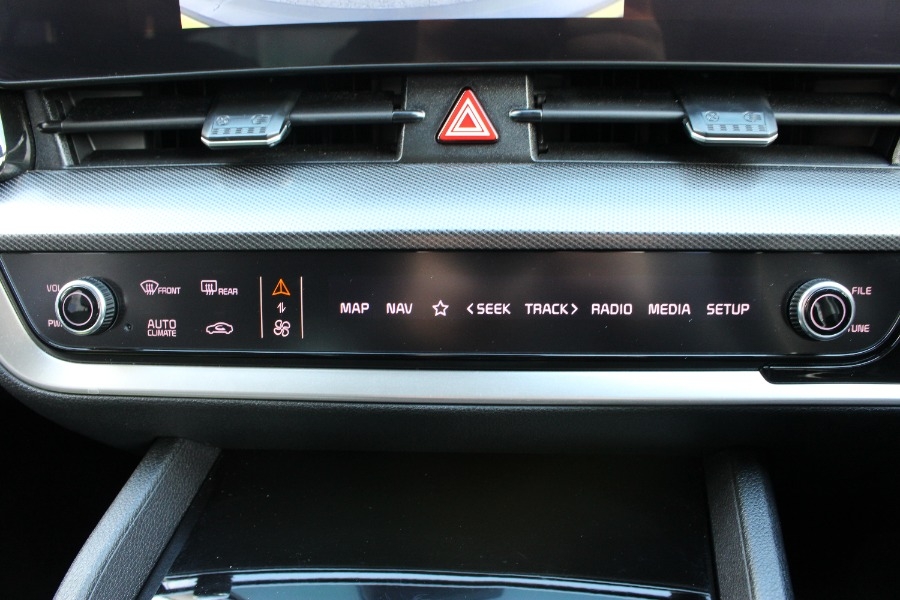 VOL
FRONT
REAR
PWR
AUTO
CLIMATE
MAP NAV <SEEK TRACK> RADIO MEDIA SETUP
FILE
TUNE